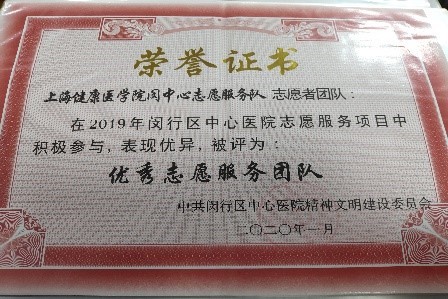 荣誉证书
上海健康医学院闵中心志愿服务队 志愿者团队：
在2019年闵行区中心医院志愿服务项目中
积极参与，表现优异，被评为：
优秀志愿服务团队
中共闵行区中心医院精神文明建设委员会
二〇二〇年一月